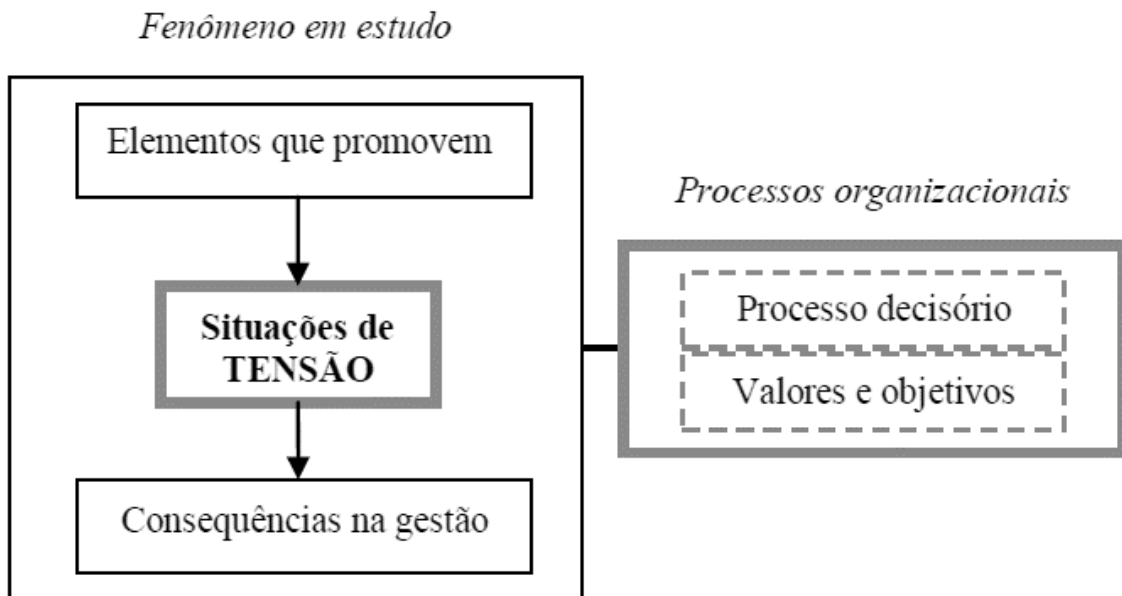 Fenômeno em estudo
Elementos que promovem
Situações de
TENSÃO
Consequências na gestão
Processos organizacionais
Processo decisório
Valores e objetivos